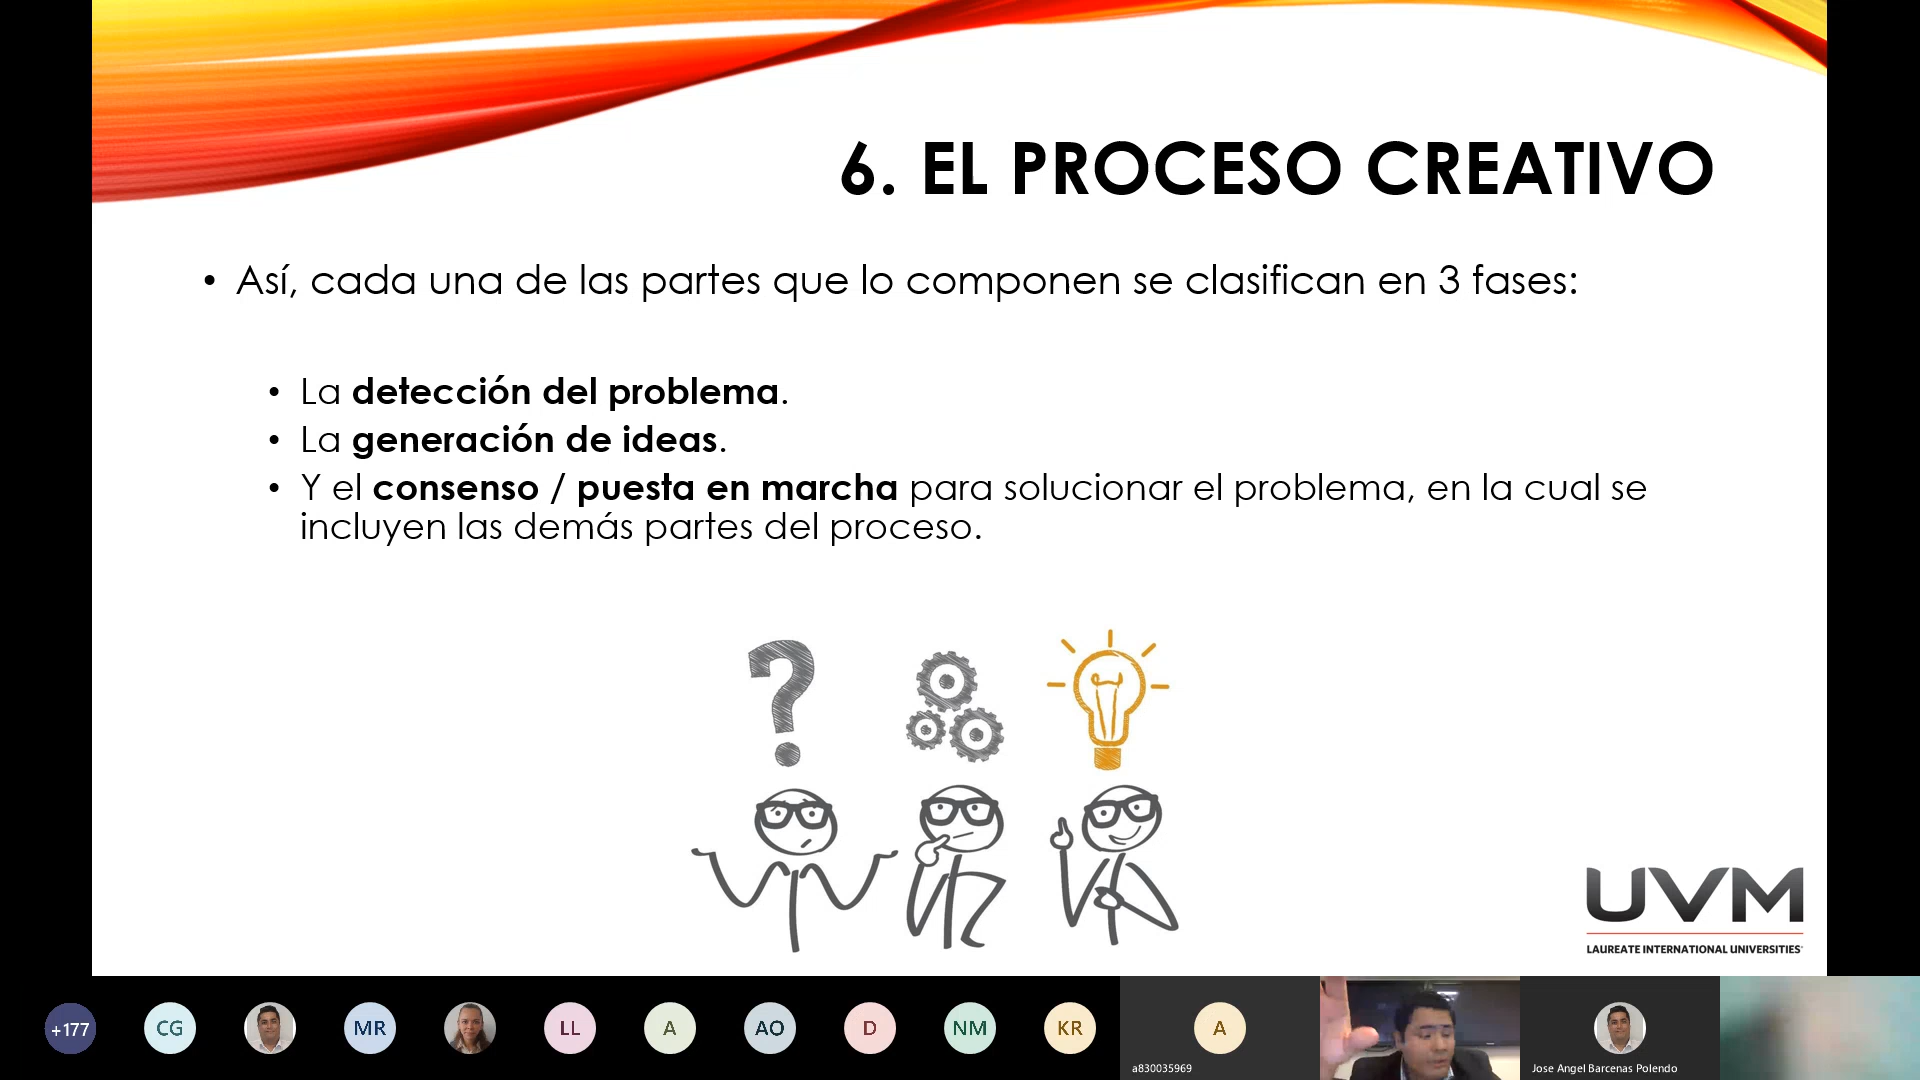 6. EL PROCESO CREATIVO
• Así, cada una de las partes que lo componen se clasifican en 3 fases:
• La detección del problema.
• La generación de ideas.
• Y el consenso / puesta en marcha para solucionar el problema, en la cual se
incluyen las demás partes del proceso.
?
UVM
LAUREATE INTERNATIONAL UNIVERSITIES
+177 CG MR LL A AO D NM KR A
a830035969
Jose Angel Barcenas Polendo